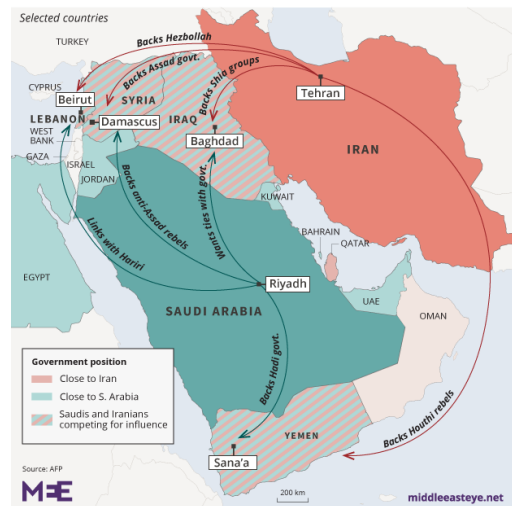 Selected countries
TURKEY
Backs Hezbollah
Backs Assad govt.
Backs Shia groups
CYPRUS
Beirut
SYRIA
Tehran
LEBANON
Damascus
IRAQ
WEST
BANK
Baghdad
IRAN
GAZA
ISRAEL
JORDAN
KUWAIT
Backs anti-Assad rebels
Wants ties with govt.
Links with Hariri
BAHRAIN
QATAR
EGYPT
Riyadh
SAUDI ARABIA
UAE
OMAN
Backs Hadi govt.
Government position
Close to Iran
Close to S. Arabia
Saudis and Iranians
competing for influence
Backs Houthi rebels
YEMEN
Sana'a
Source: AFP
MEE
200 km
middleeasteye.net